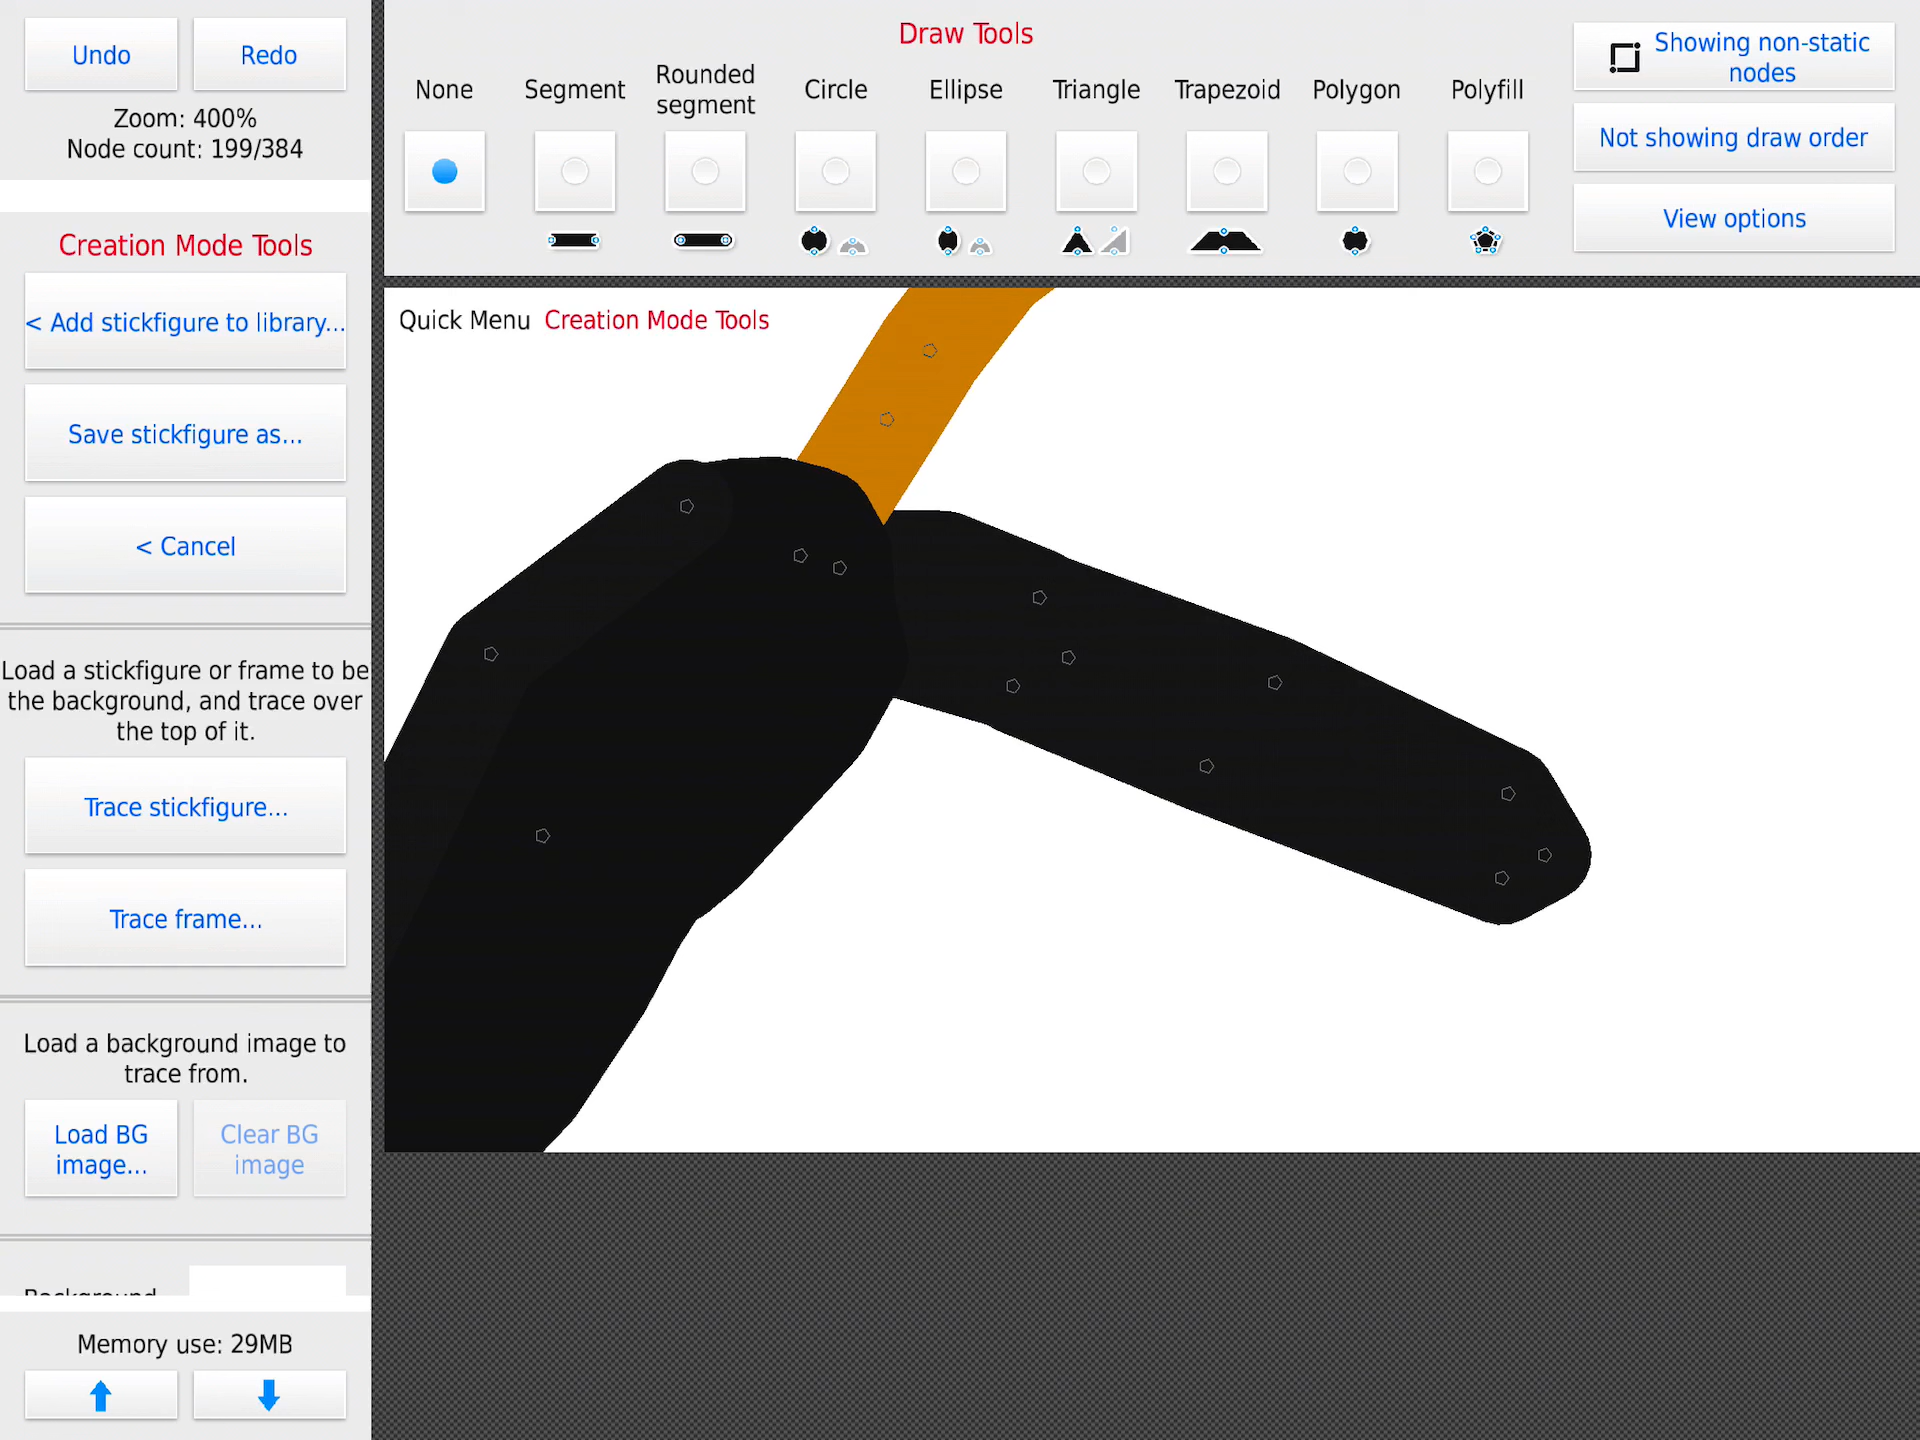 Undo
Redo
Zoom: 400%
Node count: 199/384
Creation Mode Tools
< Add stickfigure to library...
Save stickfigure as...
< Cancel
Load a stickfigure or frame to be
the background, and trace over
the top of it.
Trace stickfigure...
Trace frame...
Load a background image to
trace from.
Load BG
image...
Clear BG
image
Background
Memory use: 29MB
Draw Tools
None
Segment
Rounded
segment
Circle
Ellipse
Triangle
Trapezoid
Polygon
Polyfill
Showing non-static
nodes
Not showing draw order
View options
Quick Menu Creation Mode Tools